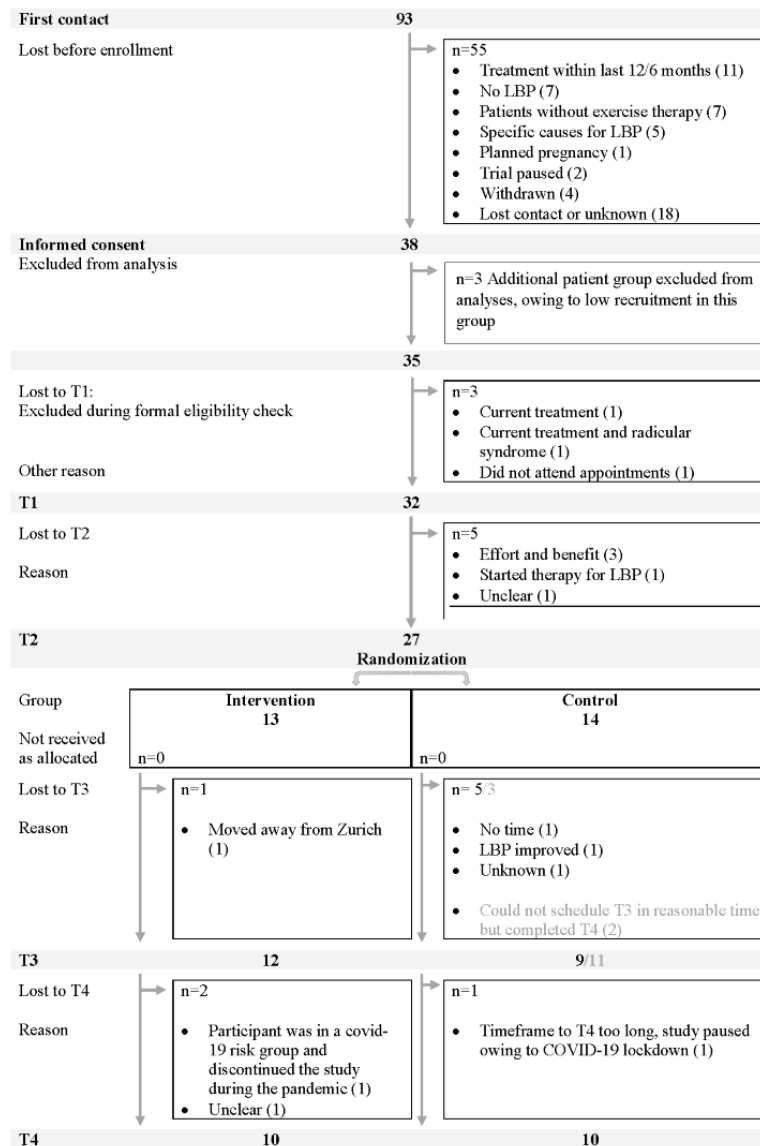 First contact 93
Lost before enrollment
n=55
• Treatment within last 12/6 months (11)
• No LBP (7)
• Patients without exercise therapy (7)
• Specific causes for LBP (5)
• Planned pregnancy (1)
• Trial paused (2)
• Withdrawn (4)
• Lost contact or unknown (18)
Informed consent 38
Excluded from analysis
n=3 Additional patient group excluded from
analyses, owing to low recruitment in this
group
35
Lost to T1:
Excluded during formal eligibility check
Other reason
n=3
• Current treatment (1)
• Current treatment and radicular
syndrome (1)
• Did not attend appointments (1)
T1 32
Lost to T2
Reason
n=5
• Effort and benefit (3)
• Started therapy for LBP (1)
• Unclear (1)
T2 27
Randomization
Group Intervention Control
13 14
Not received
as allocated n=0 n=0
Lost to T3
Reason
n=1
• Moved away from Zurich
(1)
n= 5/3
• No time (1)
• LBP improved (1)
• Unknown (1)
• Could not schedule T3 in reasonable time
but completed T4 (2)
T3 12 9/11
Lost to T4
Reason
n=2
• Participant was in a covid-
19 risk group and
discontinued the study
during the pandemic (1)
• Unclear (1)
n=1
• Timeframe to T4 too long, study paused
owing to COVID-19 lockdown (1)
T4 10 10